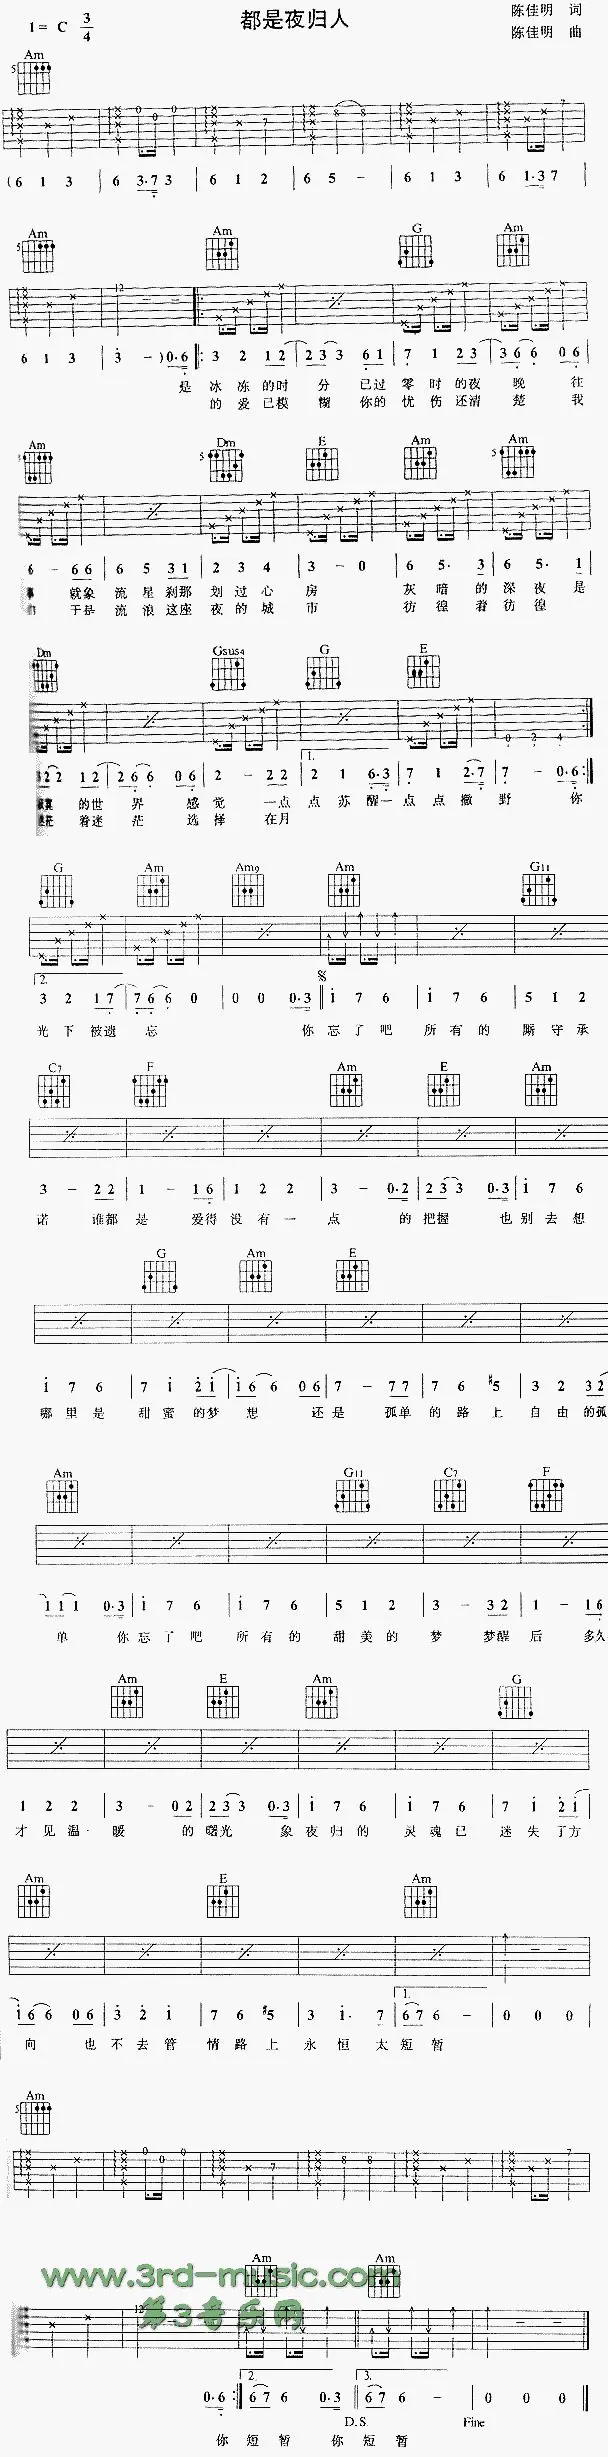 都是夜归人
陈佳明 词
1= C 3/4
陈佳明 曲
Am
5
(6 1 3 | 6 3·7 3 | 6 1 2 | 6 5 - | 6 1 3 | 6 1·3 7 |
Am Am G Am
5 12
6 1 3 | 3 - ) 0·6 |: 3 2 1 2 | 2 3 3 6 1 | 7 1 2 3 | 3 6 6 0 6 |
是 冰 冻 的时 分 已过 零 时 的夜 晚 往
的 爱 已模 糊 你的 忧 伤 还清 楚 我
Am Dm E Am Am
6 - 6 6 | 6 5 3 1 | 2 3 4 | 3 - 0 | 6 5· 3 | 6 5· 1 |
就象 流 星 刹那 划 过 心 房 灰 暗 的 深 夜 是
于是 流 浪 这座 夜 的 城 市 彷 徨 着 彷 徨
Dm Gsus4 G E
2 2 1 2 | 2 6 6 0 6 | 2 - 2 2 | 2 1 6·3 | 7 1 2·7 | 7 - 0·6 :|
1.
寂寞 的世 界 感 觉 一点 点 苏 醒一 点 点 撒 野 你
着迷 茫 选 择 在月
G Am Am9 Am G11
2.
3 2 1 7 | 7 6 6 0 | 0 0 0·3 || i 7 6 | i 7 6 | 5 1 2
光 下 被遗 忘 你 忘 了 吧 所 有 的 厮 守 承
C7 F Am E Am
3 - 2 2 | 1 - 1 6 | 1 2 2 | 3 - 0·2 | 2 3 3 0·3 | i 7 6
诺 谁都 是 爱得 没 有 一 点 的 把握 也 别 去 想
G Am E
i 7 6 | 7 i 2 i | i 6 6 0 6 | 7 - 7 7 | 7 6 #5 | 3 2 3 2
哪 里 是 甜 蜜 的梦 想 还 是 孤单 的 路 上 自 由 的孤
Am G11 C7 F
1 1 1 0·3 | i 7 6 | i 7 6 | 5 1 2 | 3 - 3 2 | 1 - 1 6
单 你 忘 了 吧 所 有 的 甜 美 的 梦 梦醒 后 多久
Am E Am G
1 2 2 | 3 - 0 2 | 2 3 3 0·3 | i 7 6 | i 7 6 | 7 i 2 i |
才 见 温 暖 的 曙光 象 夜 归 的 灵 魂 已 迷 失 了方
Am E Am
1.
i 6 6 0 6 | 3 2 i | 7 6 #5 | 3 1· 7 | 6 7 6 - | 0 0 0 |
向 也 不 去 管 情 路 上 永 恒 太 短 暂
Am
5
www.3rd-music.com
第3音乐网
Am Am
12
2. 3.
0·6 :| 6 7 6 0·3 || 6 7 6 - | 0 0 0 ||
D.S. Fine
你 短 暂 你 短 暂